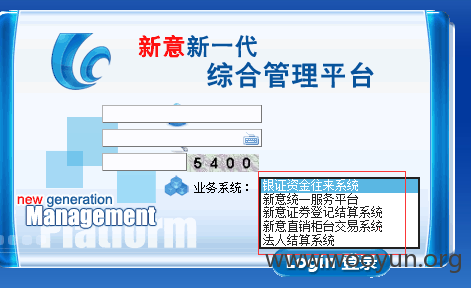 新意新一代
综合管理平台
5400
业务系统：
银证资金往来系统
新意统一服务平台
新意证券登记结算系统
新意直销柜台交易系统
法人结算系统
new generation
Management
...Platform
Login 登录
www.wooyun.org